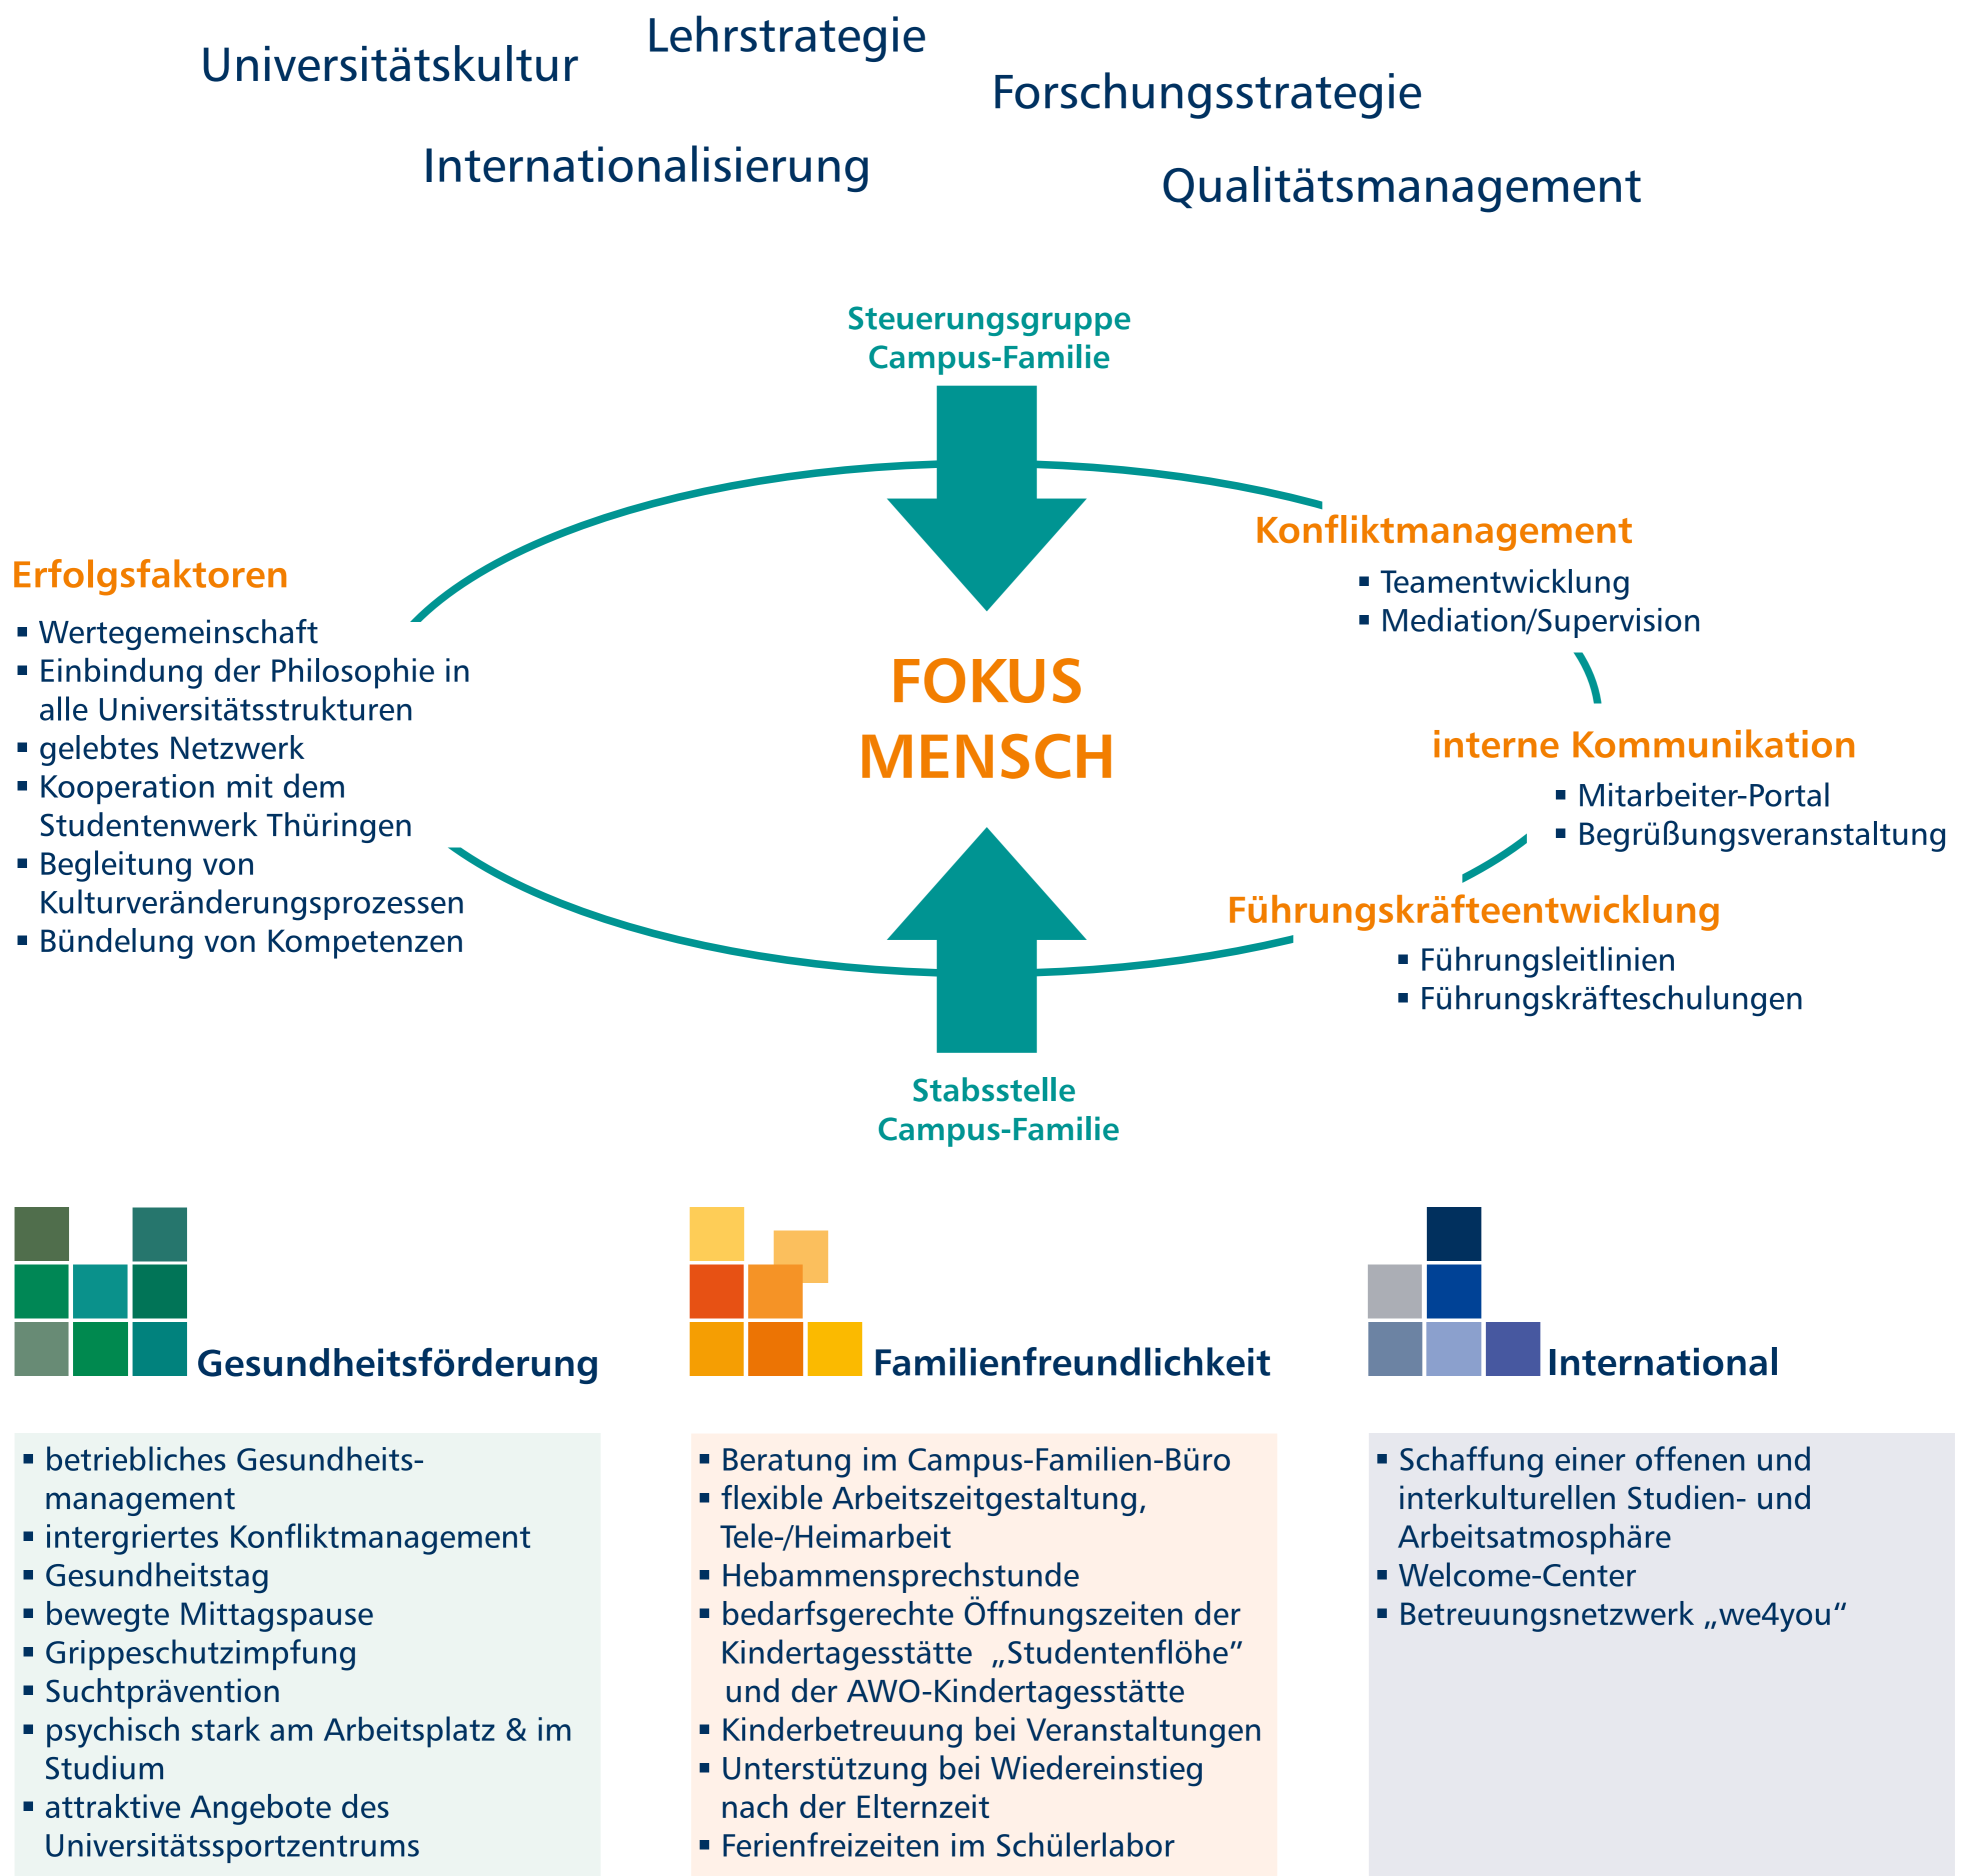 Lehrstrategie
Universitätskultur
Forschungsstrategie
Internationalisierung
Qualitätsmanagement
Steuerungsgruppe
Campus-Familie
Erfolgsfaktoren
▪ Wertegemeinschaft
▪ Einbindung der Philosophie in
alle Universitätsstrukturen
▪ gelebtes Netzwerk
▪ Kooperation mit dem
Studentenwerk Thüringen
▪ Begleitung von
Kulturveränderungsprozessen
▪ Bündelung von Kompetenzen
FOKUS
MENSCH
Konfliktmanagement
▪ Teamentwicklung
▪ Mediation/Supervision
interne Kommunikation
▪ Mitarbeiter-Portal
▪ Begrüßungsveranstaltung
Führungskräfteentwicklung
▪ Führungsleitlinien
▪ Führungskräfteschulungen
Stabsstelle
Campus-Familie
Gesundheitsförderung
▪ betriebliches Gesundheits-
management
▪ intergriertes Konfliktmanagement
▪ Gesundheitstag
▪ bewegte Mittagspause
▪ Grippeschutzimpfung
▪ Suchtprävention
▪ psychisch stark am Arbeitsplatz & im
Studium
▪ attraktive Angebote des
Universitätssportzentrums
Familienfreundlichkeit
▪ Beratung im Campus-Familien-Büro
▪ flexible Arbeitszeitgestaltung,
Tele-/Heimarbeit
▪ Hebammensprechstunde
▪ bedarfsgerechte Öffnungszeiten der
Kindertagesstätte „Studentenflöhe”
und der AWO-Kindertagesstätte
▪ Kinderbetreuung bei Veranstaltungen
▪ Unterstützung bei Wiedereinstieg
nach der Elternzeit
▪ Ferienfreizeiten im Schülerlabor
International
▪ Schaffung einer offenen und
interkulturellen Studien- und
Arbeitsatmosphäre
▪ Welcome-Center
▪ Betreuungsnetzwerk „we4you“